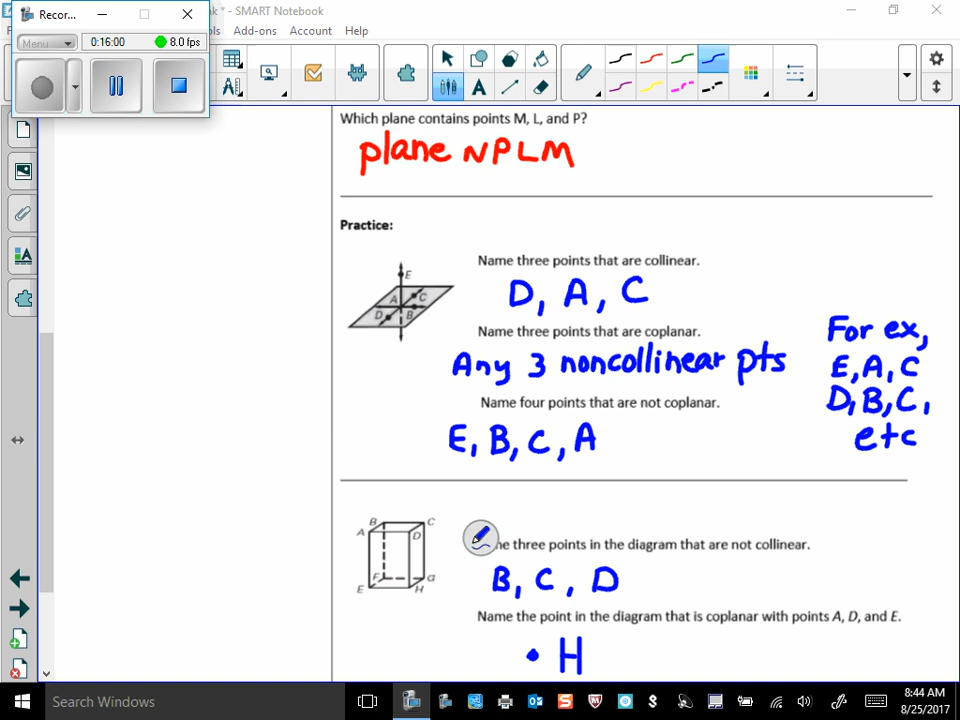 Recor...
k * - SMART Notebook
Menu
0:16:00
8.0 fps
ols Add-ons Account Help
Which plane contains points M, L, and P?
plane NPLM
Practice:
Name three points that are collinear.
E
A
C
D
B
D, A, C
Name three points that are coplanar.
Any 3 noncollinear pts
For ex,
E, A, C
D, B, C,
etc
Name four points that are not coplanar.
E, B, C, A
B
C
A
D
F
G
E
H
he three points in the diagram that are not collinear.
B, C, D
Name the point in the diagram that is coplanar with points A, D, and E.
• H
Search Windows
8:44 AM
8/25/2017